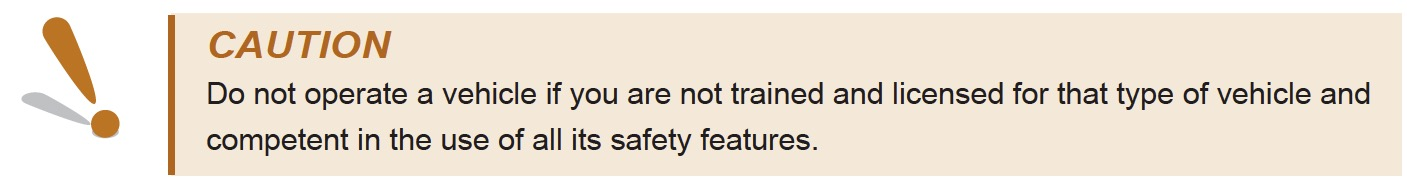 CAUTION
Do not operate a vehicle if you are not trained and licensed for that type of vehicle and
competent in the use of all its safety features.